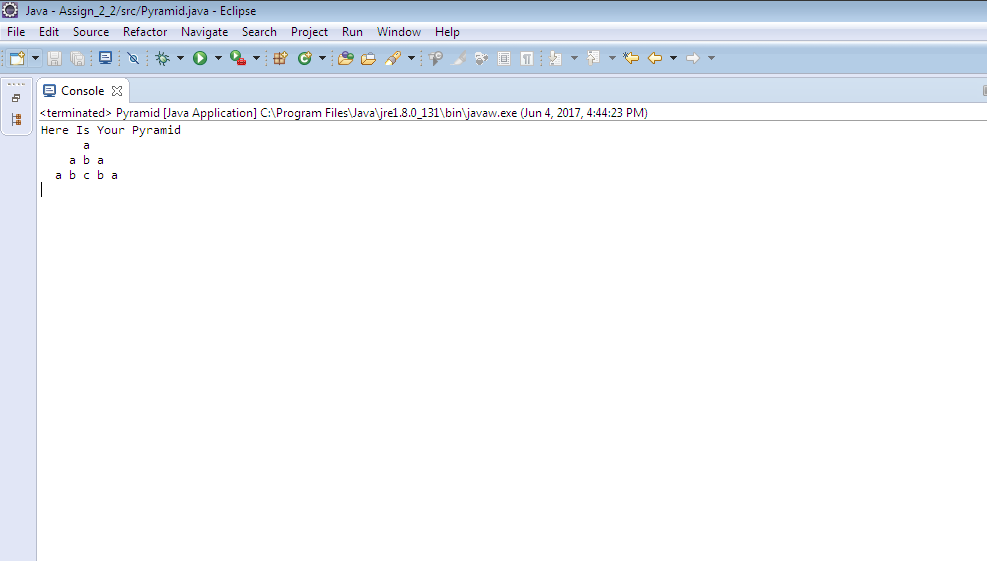 Java - Assign_2_2/src/Pyramid.java - Eclipse
File Edit Source Refactor Navigate Search Project Run Window Help
Console
<terminated> Pyramid [Java Application] C:\Program Files\Java\jre1.8.0_131\bin\javaw.exe (Jun 4, 2017, 4:44:23 PM)
Here Is Your Pyramid
      a
    a b a
  a b c b a